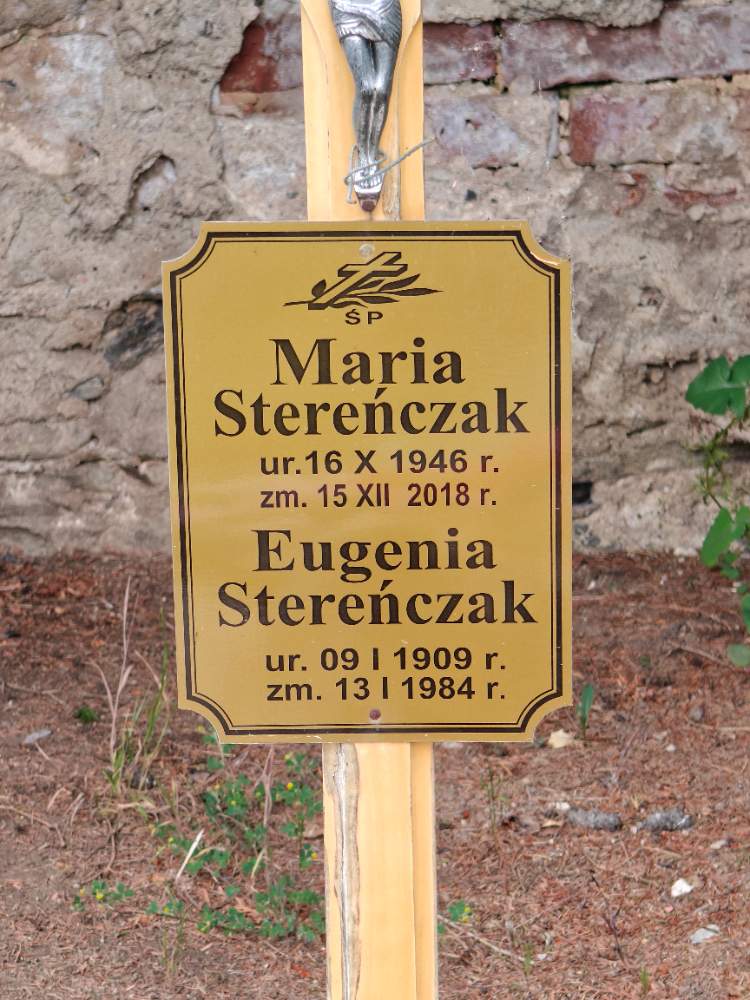 ŚP
Maria
Stereńczak
ur.16 X 1946 r.
zm. 15 XII 2018 r.
Eugenia
Stereńczak
ur. 09 I 1909 r.
zm. 13 I 1984 r.